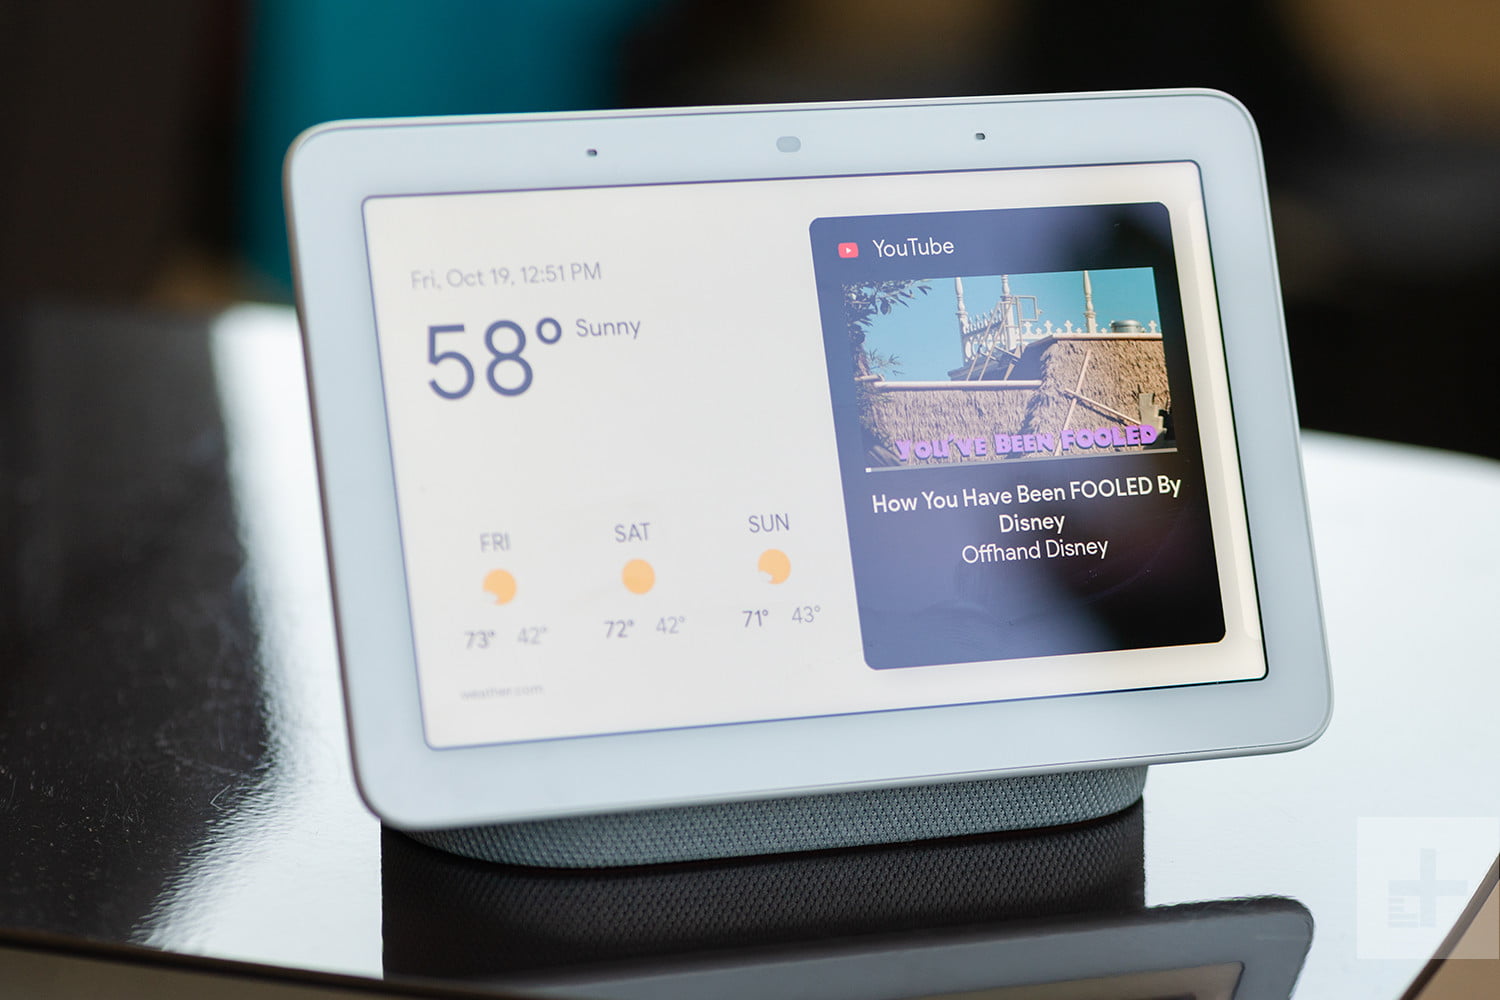 Fri, Oct 19, 12:51 PM
58° Sunny
FRI SAT SUN
73° 42° 72° 42° 71° 43°
weather.com
YouTube
YOU'VE BEEN FOOLED
How You Have Been FOOLED By
Disney
Offhand Disney
dt